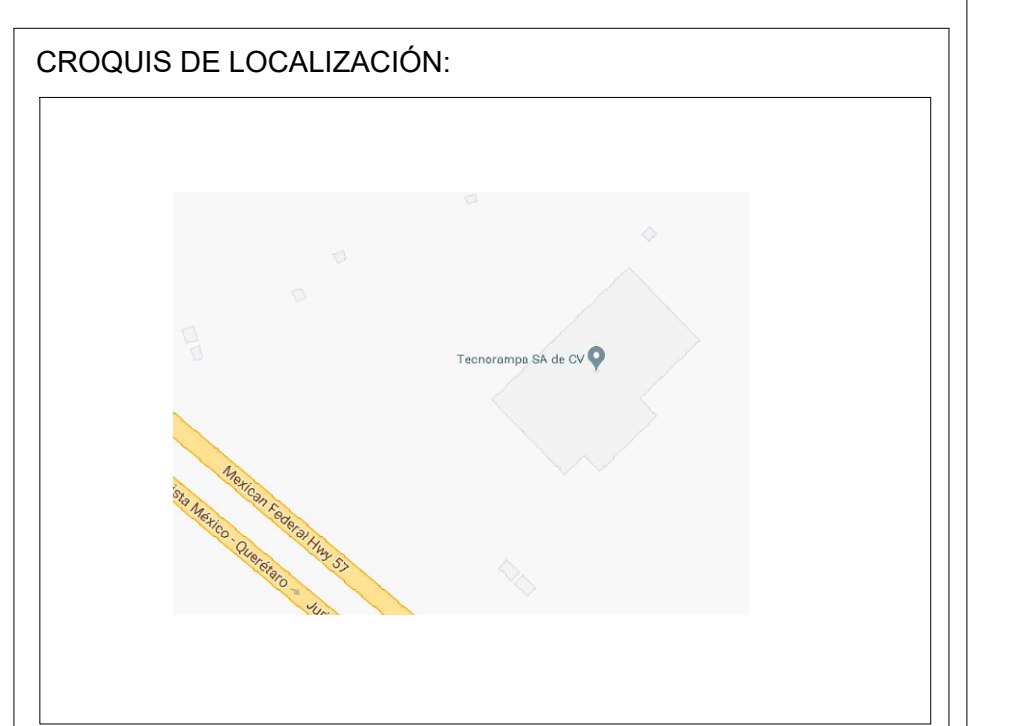 CROQUIS DE LOCALIZACIÓN:
Tecnorampa SA de CV
Mexican Federal Hwy 57
ista México - Querétaro